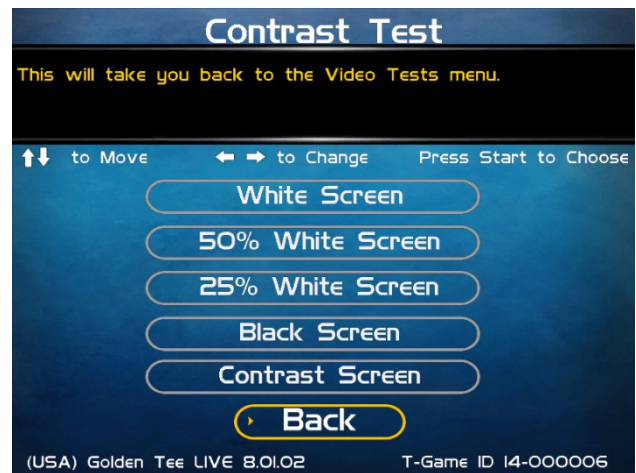 Contrast Test
This will take you back to the Video Tests menu.
to Move to Change Press Start to Choose
White Screen
50% White Screen
25% White Screen
Black Screen
Contrast Screen
Back
(USA) Golden Tee LIVE 8.01.02 T-Game ID 14-000006